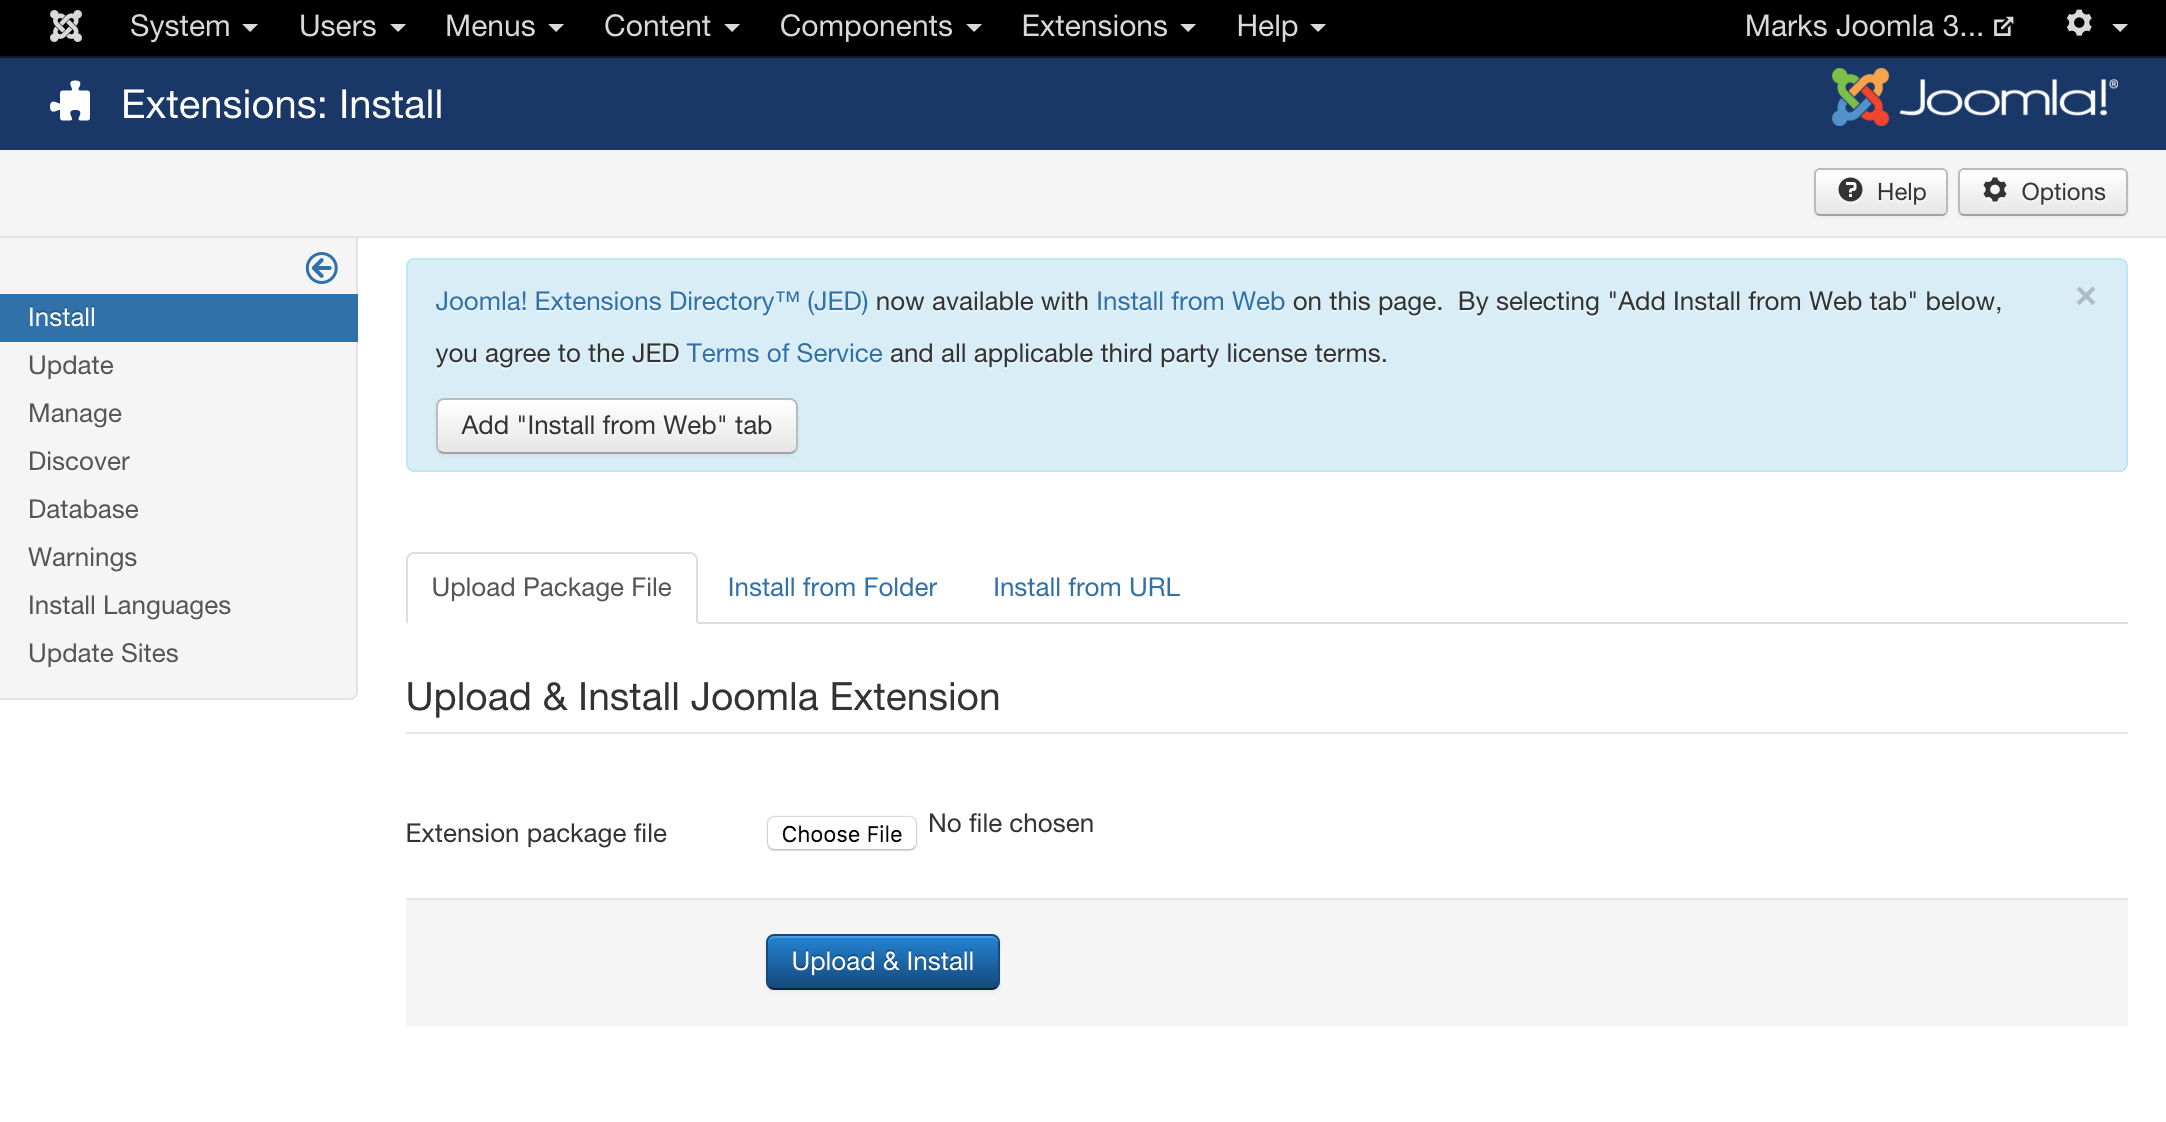 System Users Menus Content Components Extensions Help Marks Joomla 3...
Extensions: Install
Joomla!®
Help Options
Install
Update
Manage
Discover
Database
Warnings
Install Languages
Update Sites
Joomla! Extensions Directory™ (JED) now available with Install from Web on this page. By selecting "Add Install from Web tab" below,
you agree to the JED Terms of Service and all applicable third party license terms.
Add "Install from Web" tab
Upload Package File Install from Folder Install from URL
Upload & Install Joomla Extension
Extension package file Choose File No file chosen
Upload & Install